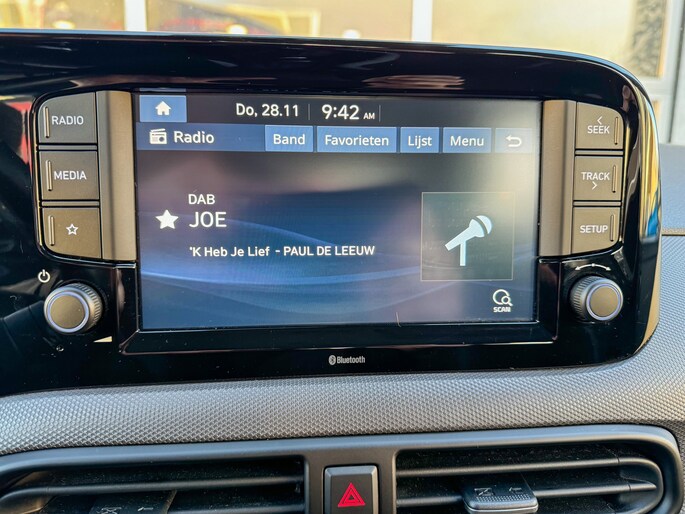 Do, 28.11 9:42 AM
RADIO
MEDIA
Radio Band Favorieten Lijst Menu
DAB
JOE
'K Heb Je Lief - PAUL DE LEEUW
SCAN
SEEK
TRACK
SETUP
Bluetooth